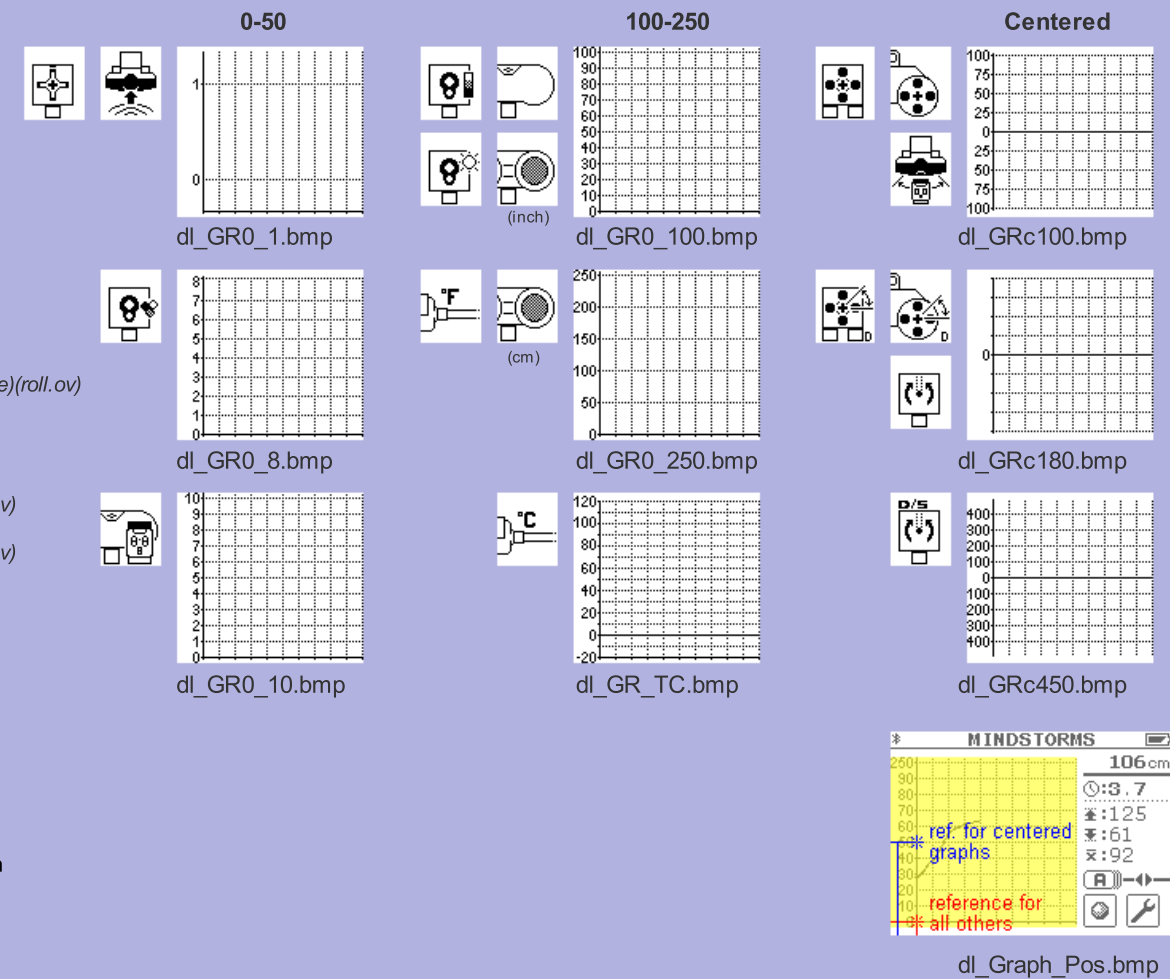 0-50 100-250 Centered
1
0
dl_GR0_1.bmp
100
90
80
70
60
50
40
30
20
10
0
(inch)
dl_GR0_100.bmp
100
75
50
25
0
25
50
75
100
dl_GRc100.bmp
8
7
6
5
4
3
2
1
0
dl_GR0_8.bmp
°F
(cm)
250
200
150
100
50
0
dl_GR0_250.bmp
D D
0
dl_GRc180.bmp
e)(roll.ov)
v)
v)
10
9
8
7
6
5
4
3
2
1
0
dl_GR0_10.bmp
°C
120
100
80
60
40
20
0
-20
dl_GR_TC.bmp
D/S
400
300
200
100
0
100
200
300
400
dl_GRc450.bmp
MINDSTORMS
250
90
80
70
60
50
40
30
20
10
0
106cm
:3.7
:125
:61
x̄:92
A
ref. for centered
graphs
reference for
all others
dl_Graph_Pos.bmp